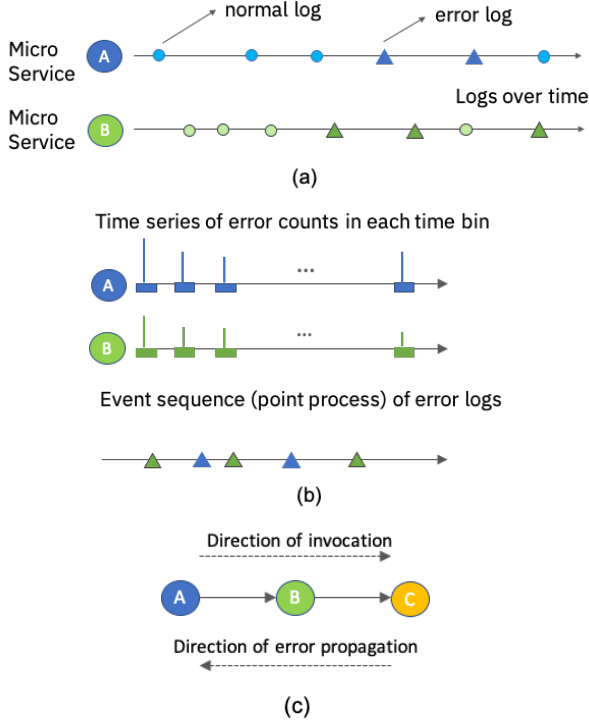 normal log
error log
Micro
Service
A
Logs over time
Micro
Service
B
(a)
Time series of error counts in each time bin
A
...
B
...
Event sequence (point process) of error logs
(b)
Direction of invocation
A
B
C
Direction of error propagation
(c)